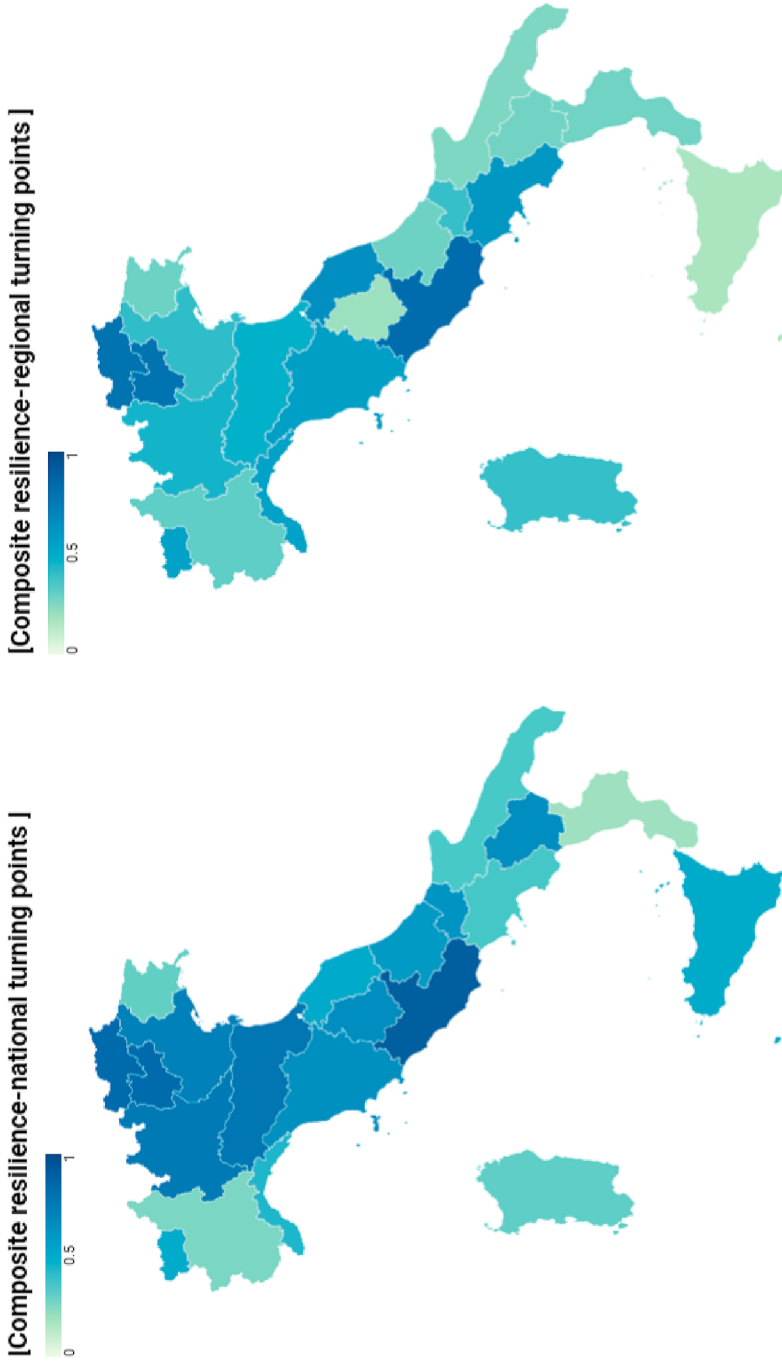 [Composite resilience-national turning points ]
0 0.5 1
[Composite resilience-regional turning points ]
0 0.5 1